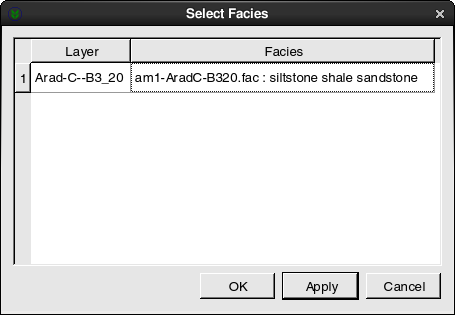 Select Facies
Layer Facies
1 Arad-C--B3_20 am1-AradC-B320.fac : siltstone shale sandstone
OK Apply Cancel